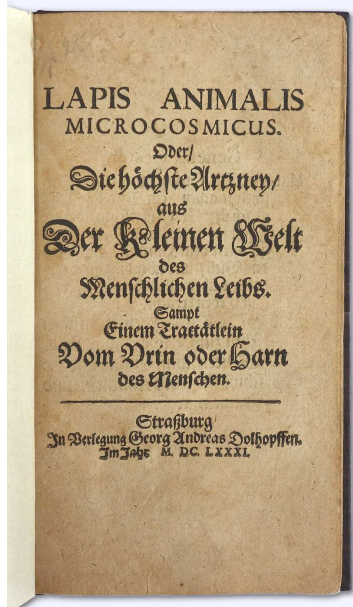 LAPIS ANIMALIS
MICROCOSMICUS.
Oder/
Die höchste Artzney/
aus
Der Kleinen Welt
des
Menschlichen Leibs.
Sampt
Einem Tractätlein
Vom Vrin oder Harn
des Menschen.
Straßburg
In Verlegung Georg Andreas Dolhopffen.
Im Jahr M. DC. LXXXI.